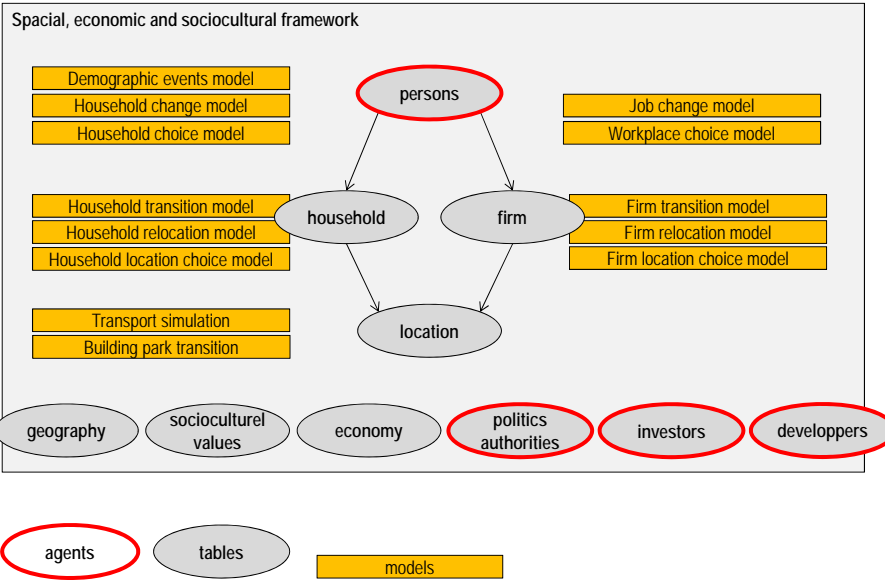 Spacial, economic and sociocultural framework
Demographic events model
Household change model
Household choice model
persons
Job change model
Workplace choice model
Household transition model
Household relocation model
Household location choice model
household
firm
Firm transition model
Firm relocation model
Firm location choice model
Transport simulation
Building park transition
location
geography
socioculturel
values
economy
politics
authorities
investors
developpers
agents
tables
models